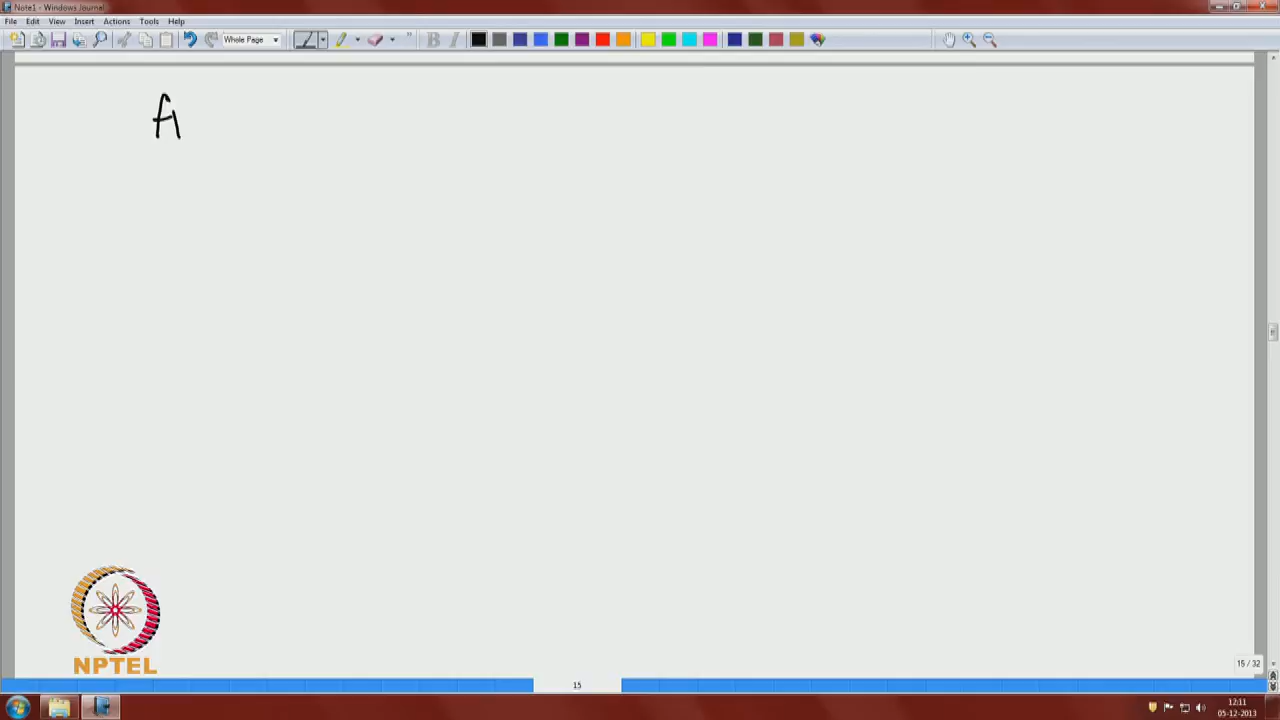 Note1 - Windows Journal
File Edit View Insert Actions Tools Help
Whole Page
B I
A
NPTEL
15 / 32
15
12:11
05-12-2013